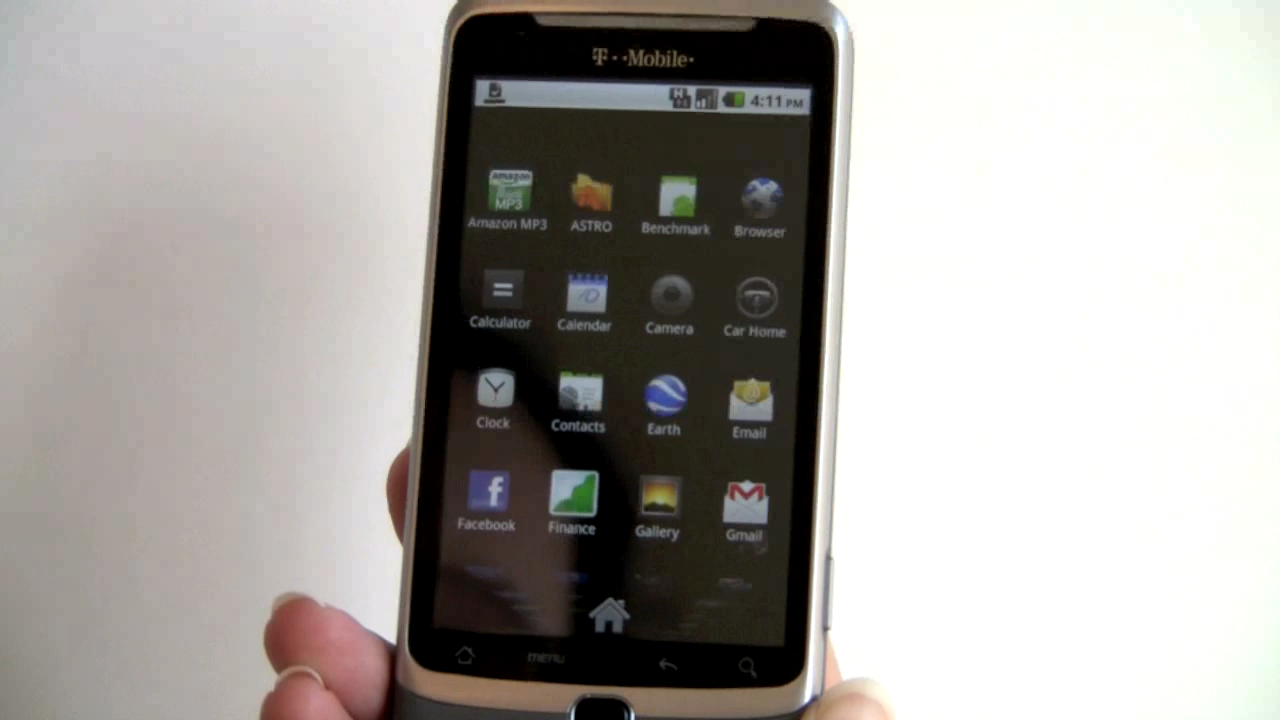 T··Mobile·
H 4:11 PM
amazon MP3
Amazon MP3 ASTRO Benchmark Browser
Calculator Calendar Camera Car Home
Clock Contacts Earth Email
Facebook Finance Gallery Gmail
menu